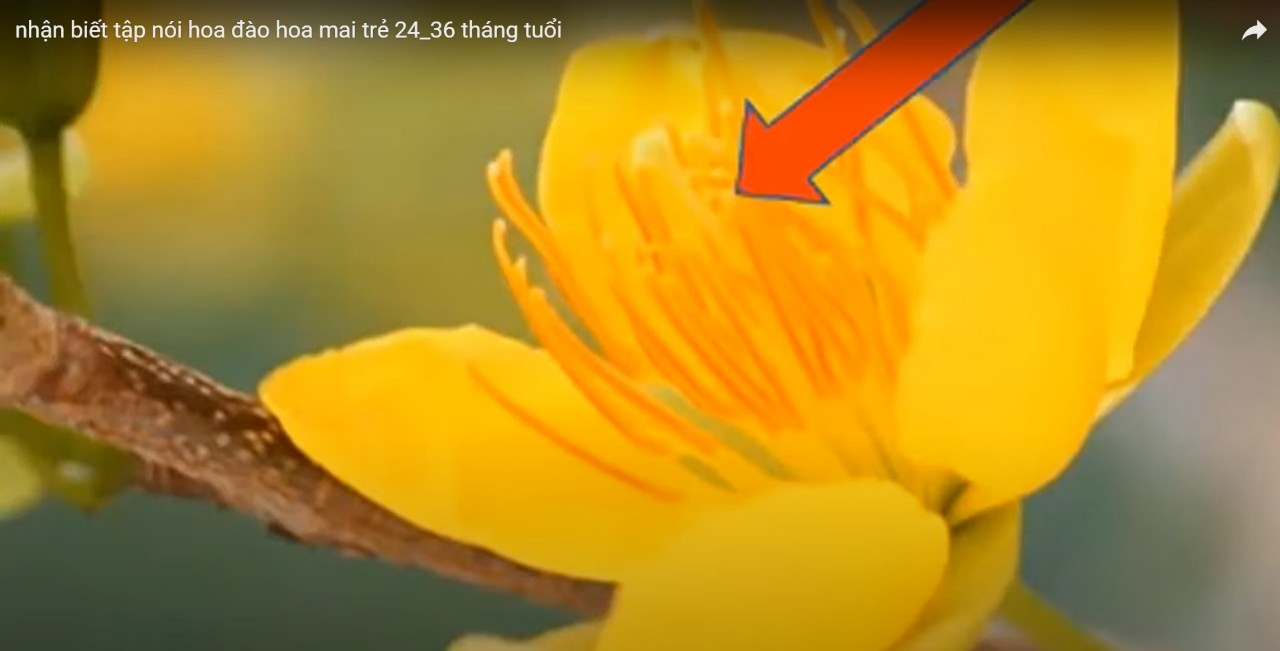 nhận biết tập nói hoa đào hoa mai trẻ 24_36 tháng tuổi